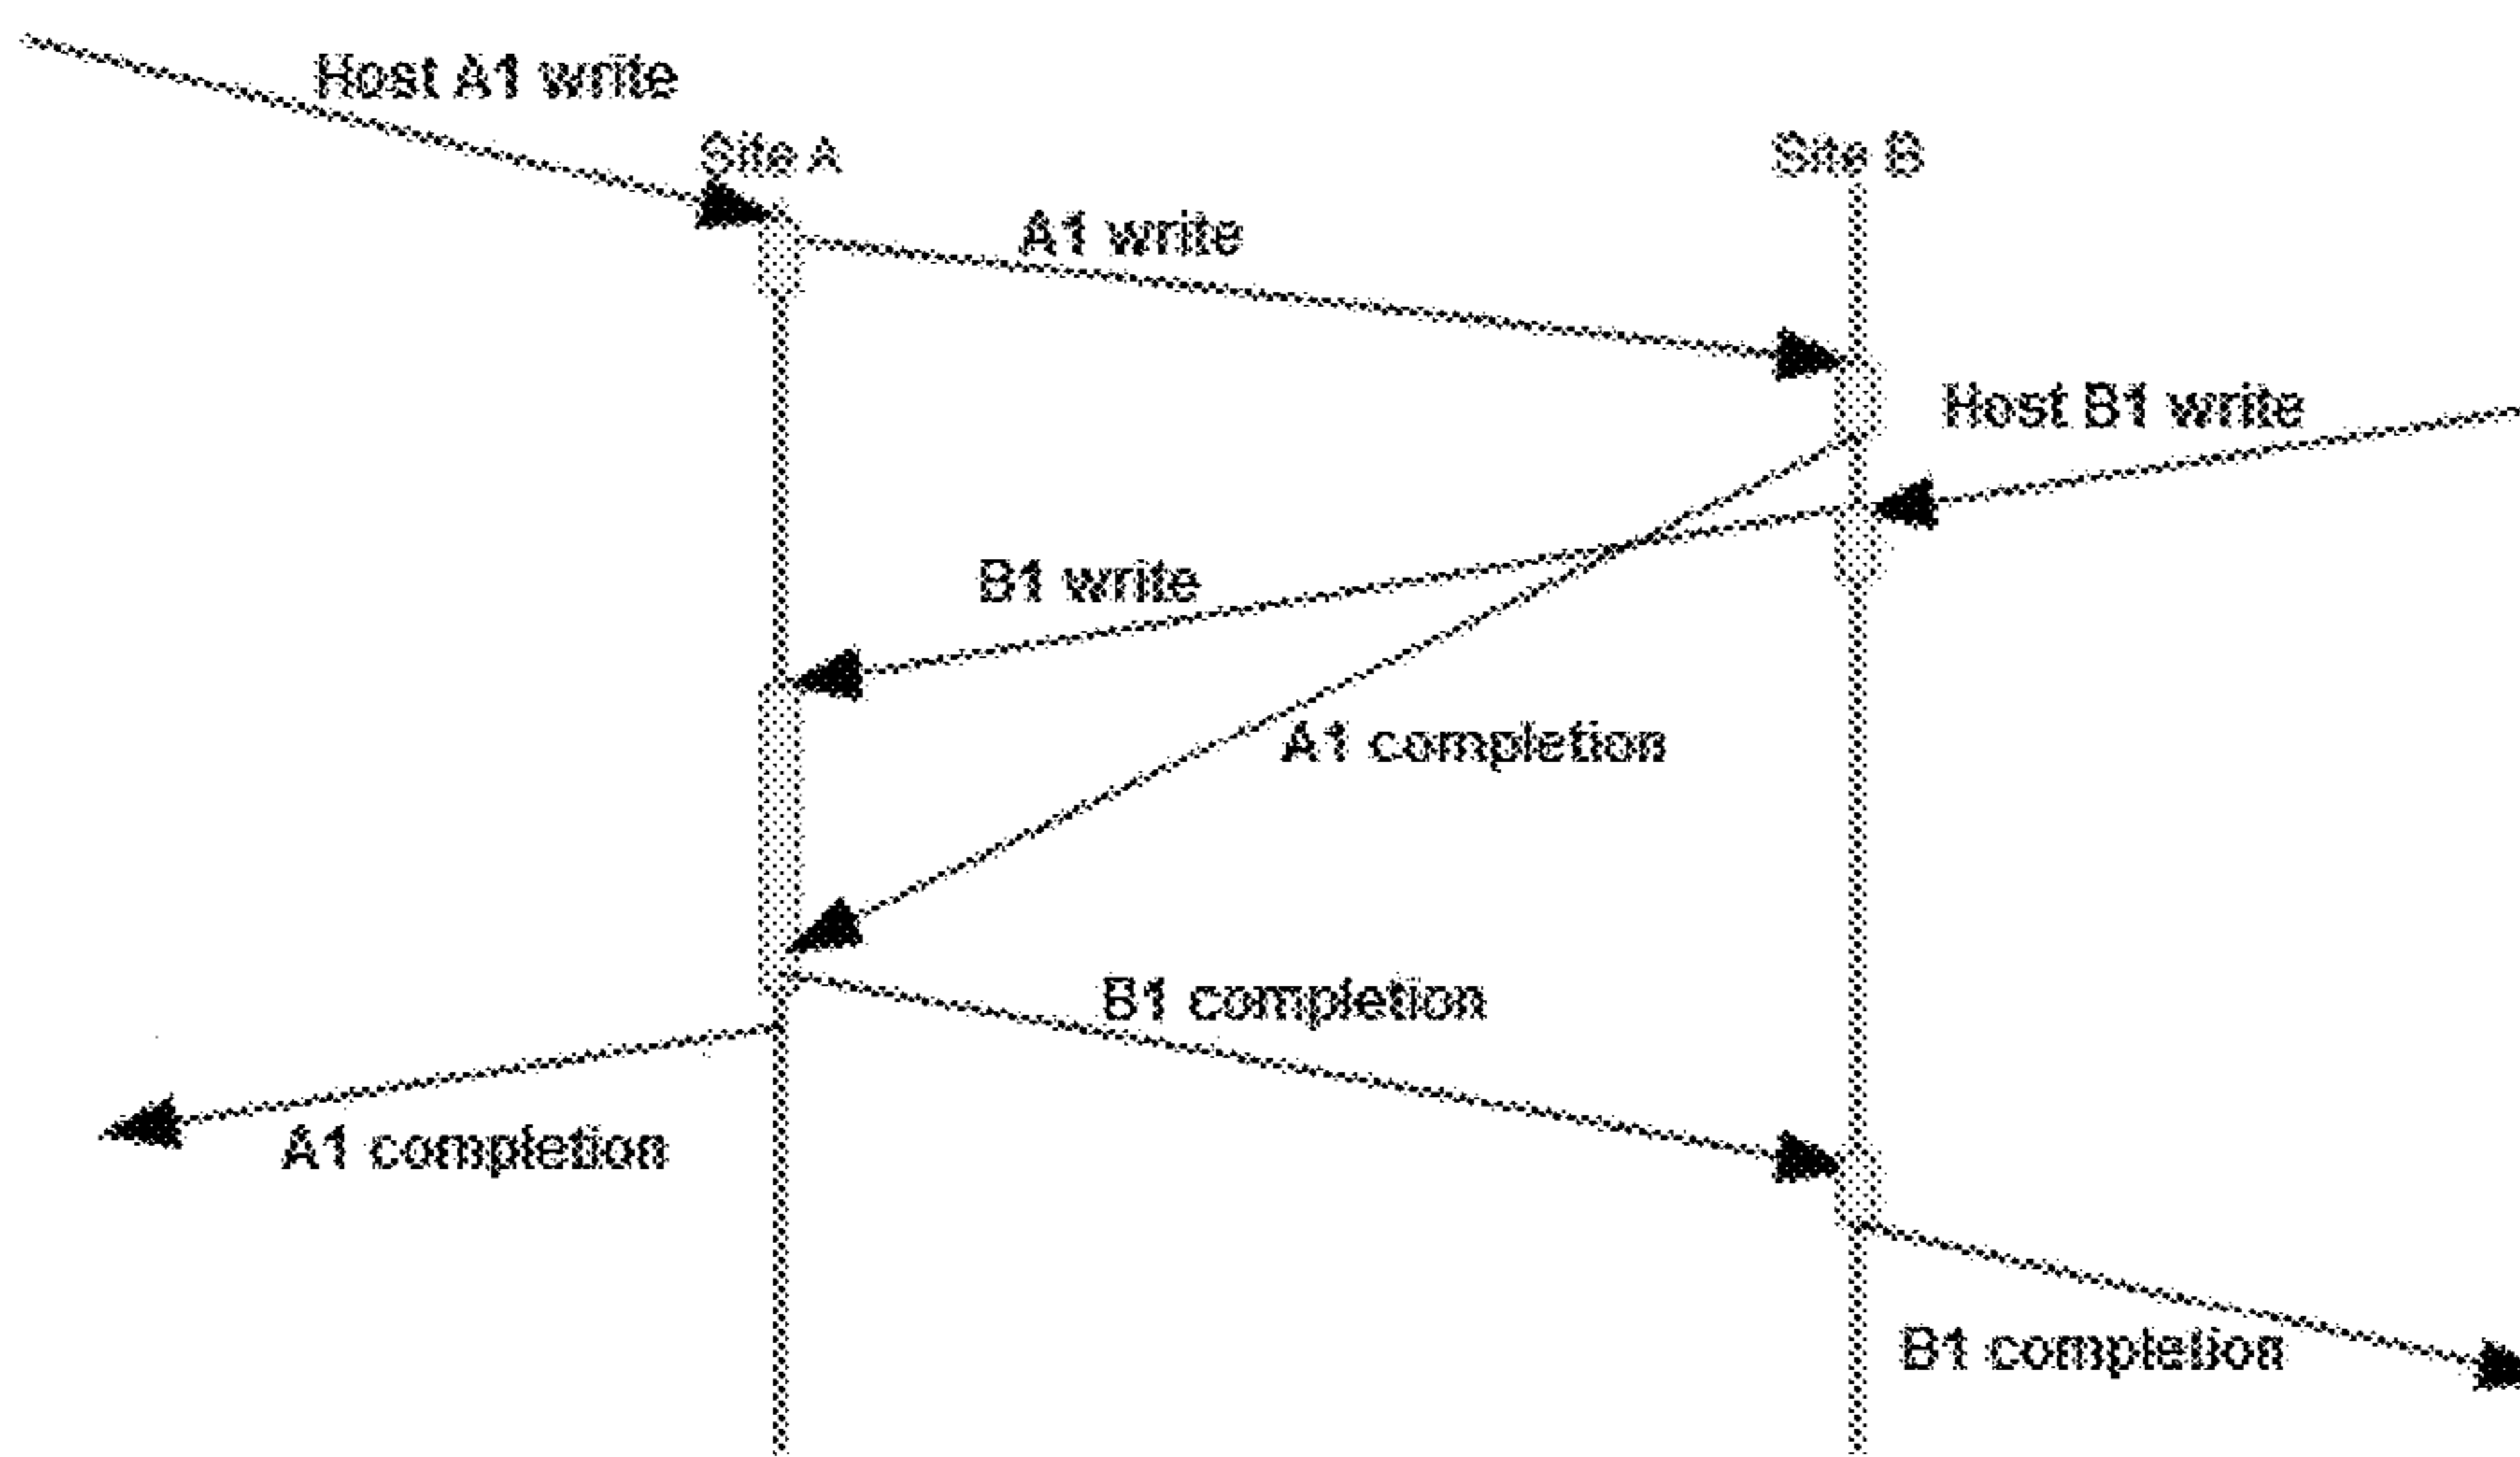 Host A1 write
Site A
Site B
A1 write
Host B1 write
B1 write
A1 completion
B1 completion
A1 completion
B1 completion